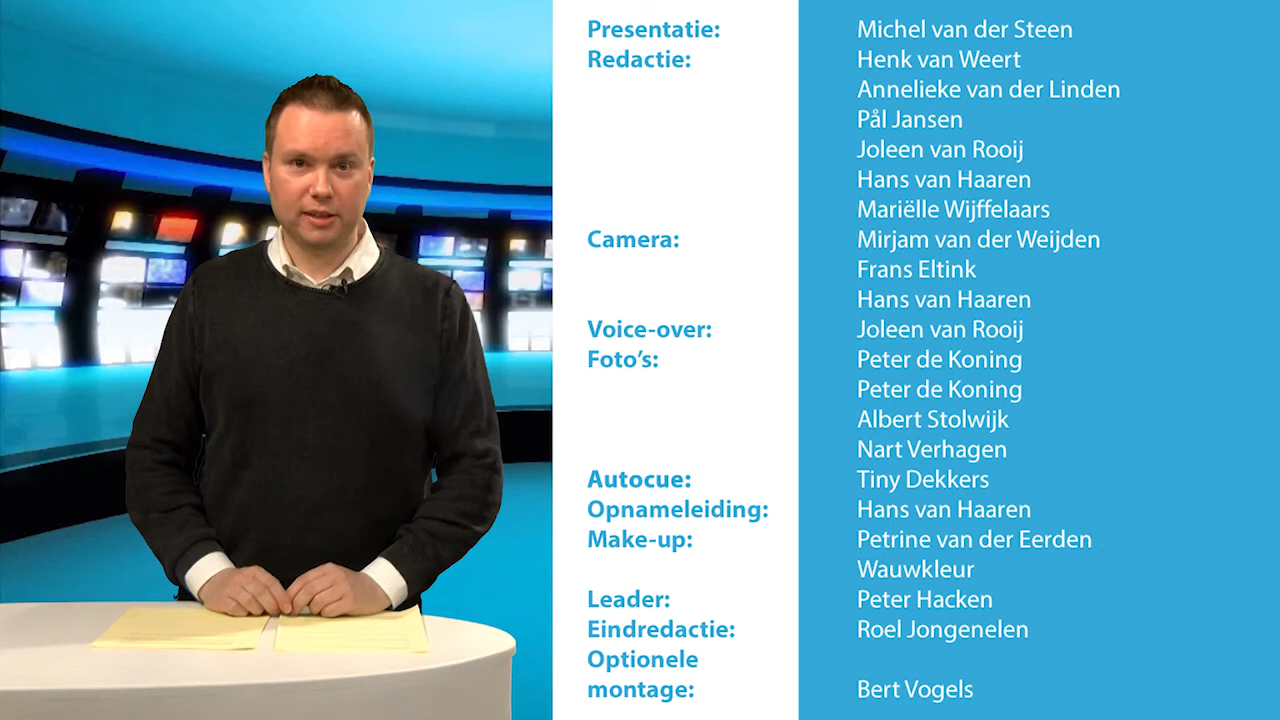 Presentatie: Michel van der Steen
Redactie: Henk van Weert
Annelieke van der Linden
Pål Jansen
Joleen van Rooij
Hans van Haaren
Mariëlle Wijffelaars
Camera: Mirjam van der Weijden
Frans Eltink
Hans van Haaren
Voice-over: Joleen van Rooij
Foto’s: Peter de Koning
Peter de Koning
Albert Stolwijk
Nart Verhagen
Autocue: Tiny Dekkers
Opnameleiding: Hans van Haaren
Make-up: Petrine van der Eerden
Wauwkleur
Leader: Peter Hacken
Eindredactie: Roel Jongenelen
Optionele
montage: Bert Vogels